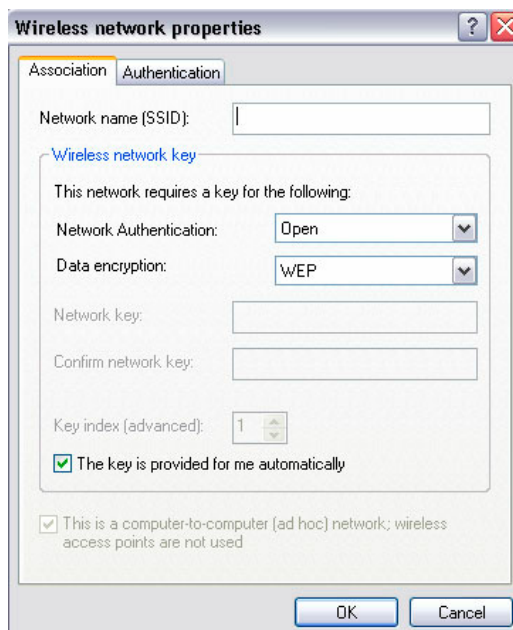 Wireless network properties
Association Authentication
Network name (SSID):
Wireless network key
This network requires a key for the following:
Network Authentication: Open
Data encryption: WEP
Network key:
Confirm network key:
Key index (advanced): 1
The key is provided for me automatically
This is a computer-to-computer (ad hoc) network; wireless
access points are not used
OK Cancel